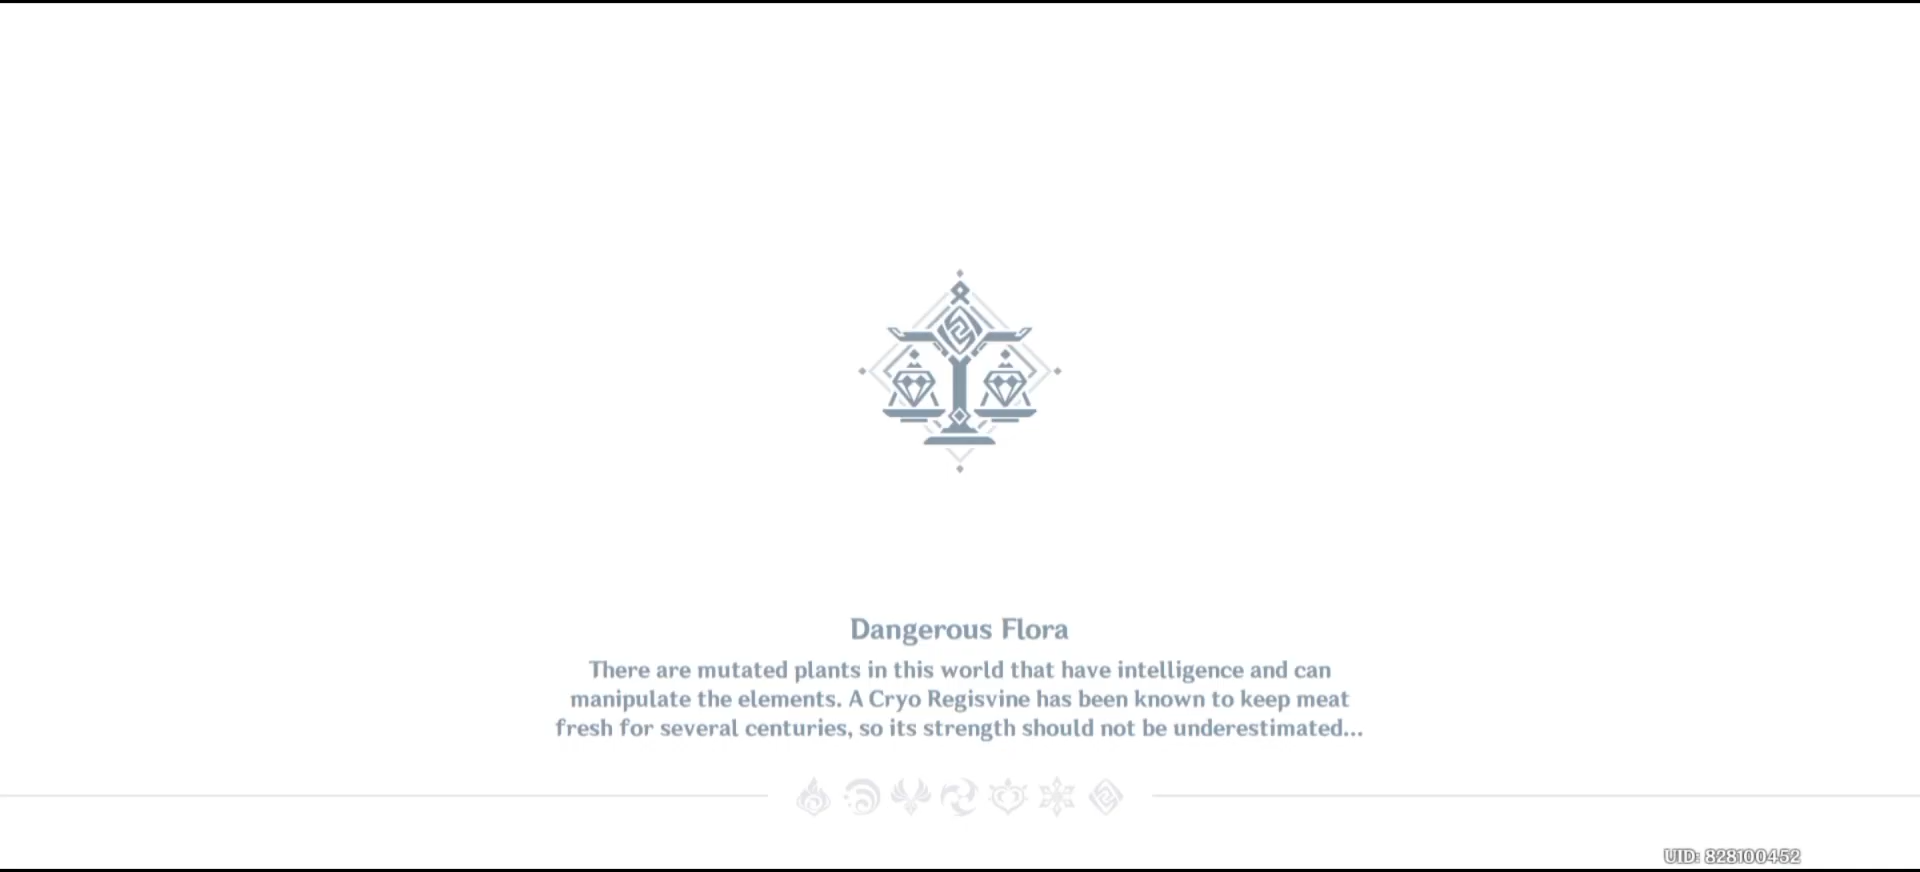 Dangerous Flora
There are mutated plants in this world that have intelligence and can
manipulate the elements. A Cryo Regisvine has been known to keep meat
fresh for several centuries, so its strength should not be underestimated...
UID: 828100452